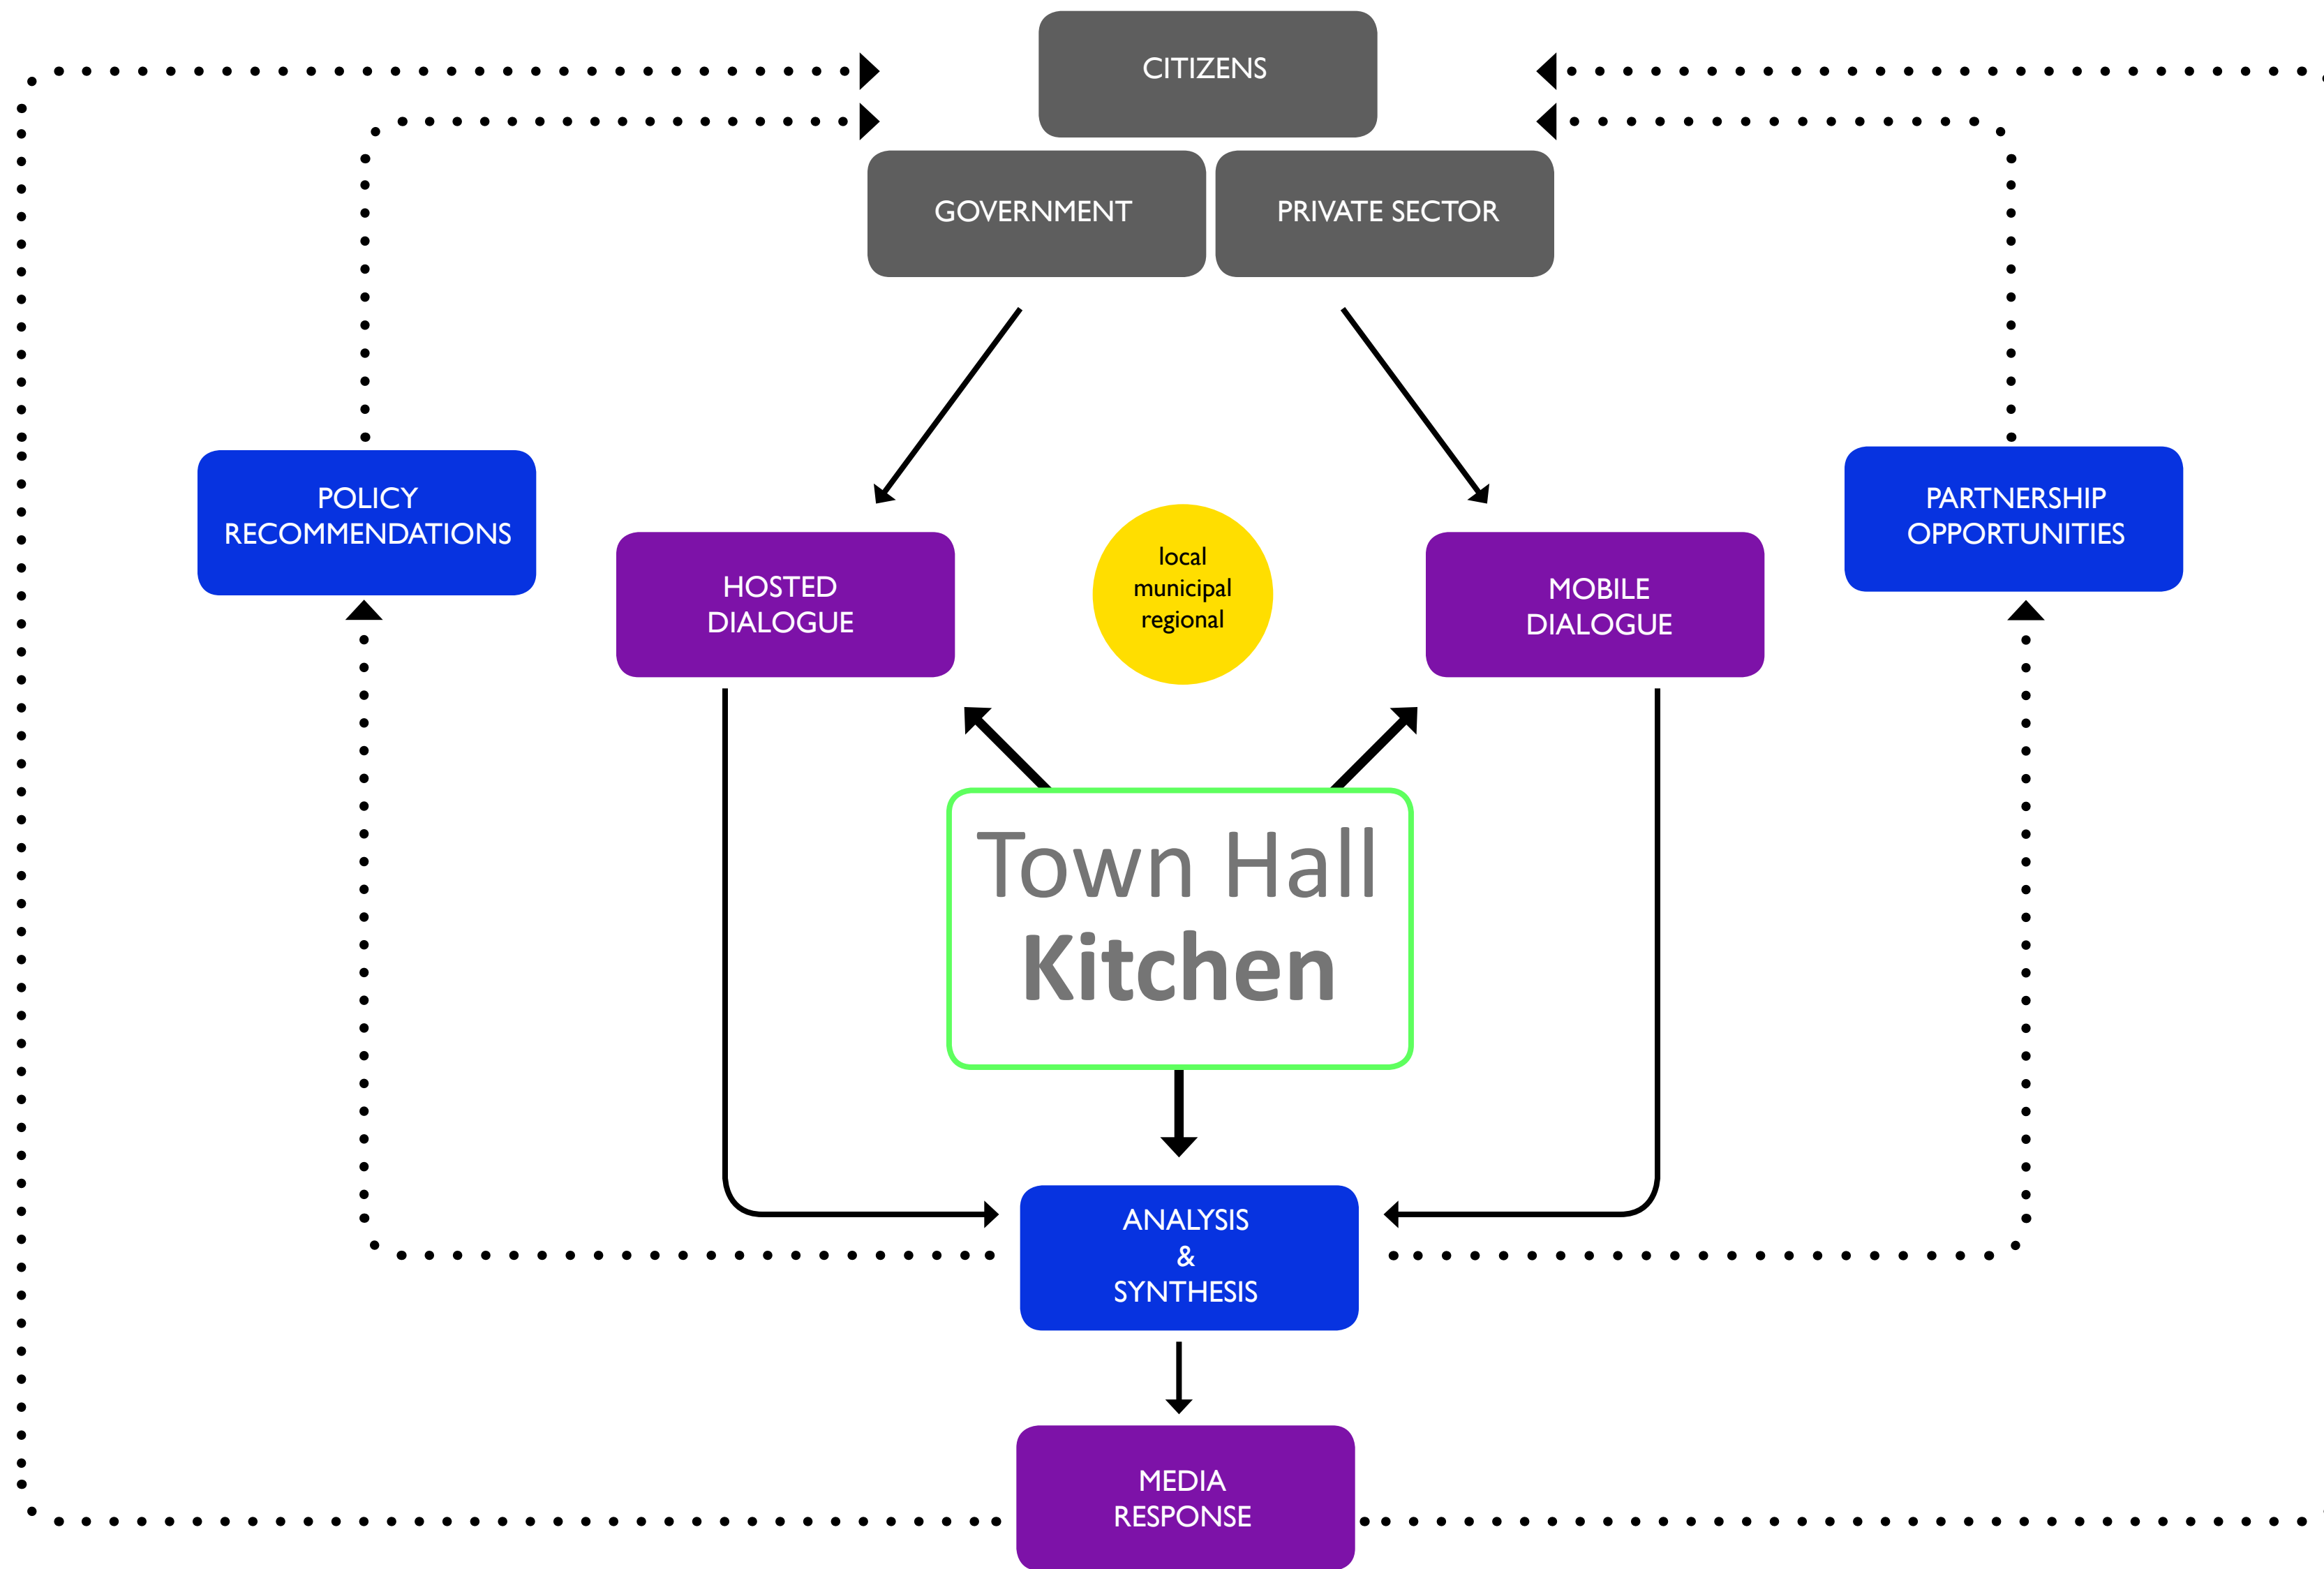 CITIZENS
GOVERNMENT
PRIVATE SECTOR
POLICY
RECOMMENDATIONS
PARTNERSHIP
OPPORTUNITIES
HOSTED
DIALOGUE
local
municipal
regional
MOBILE
DIALOGUE
Town Hall
Kitchen
ANALYSIS
&
SYNTHESIS
MEDIA
RESPONSE